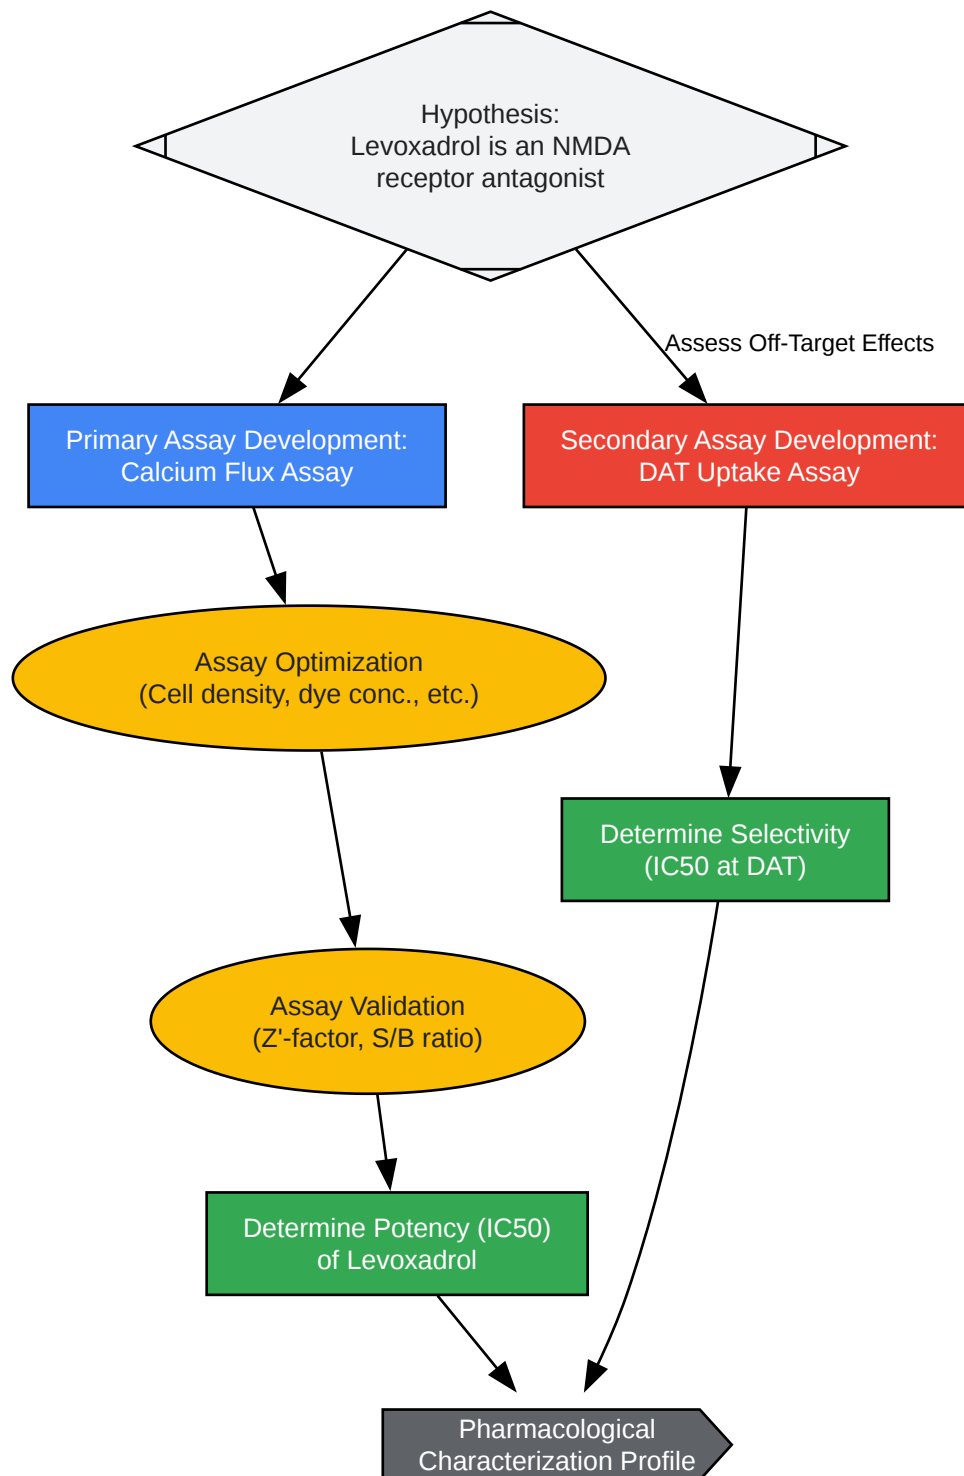 Hypothesis:
Levoxadrol is an NMDA
receptor antagonist
Assess Off-Target Effects
Primary Assay Development:
Calcium Flux Assay
Secondary Assay Development:
DAT Uptake Assay
Assay Optimization
(Cell density, dye conc., etc.)
Determine Selectivity
(IC50 at DAT)
Assay Validation
(Z'-factor, S/B ratio)
Determine Potency (IC50)
of Levoxadrol
Pharmacological
Characterization Profile